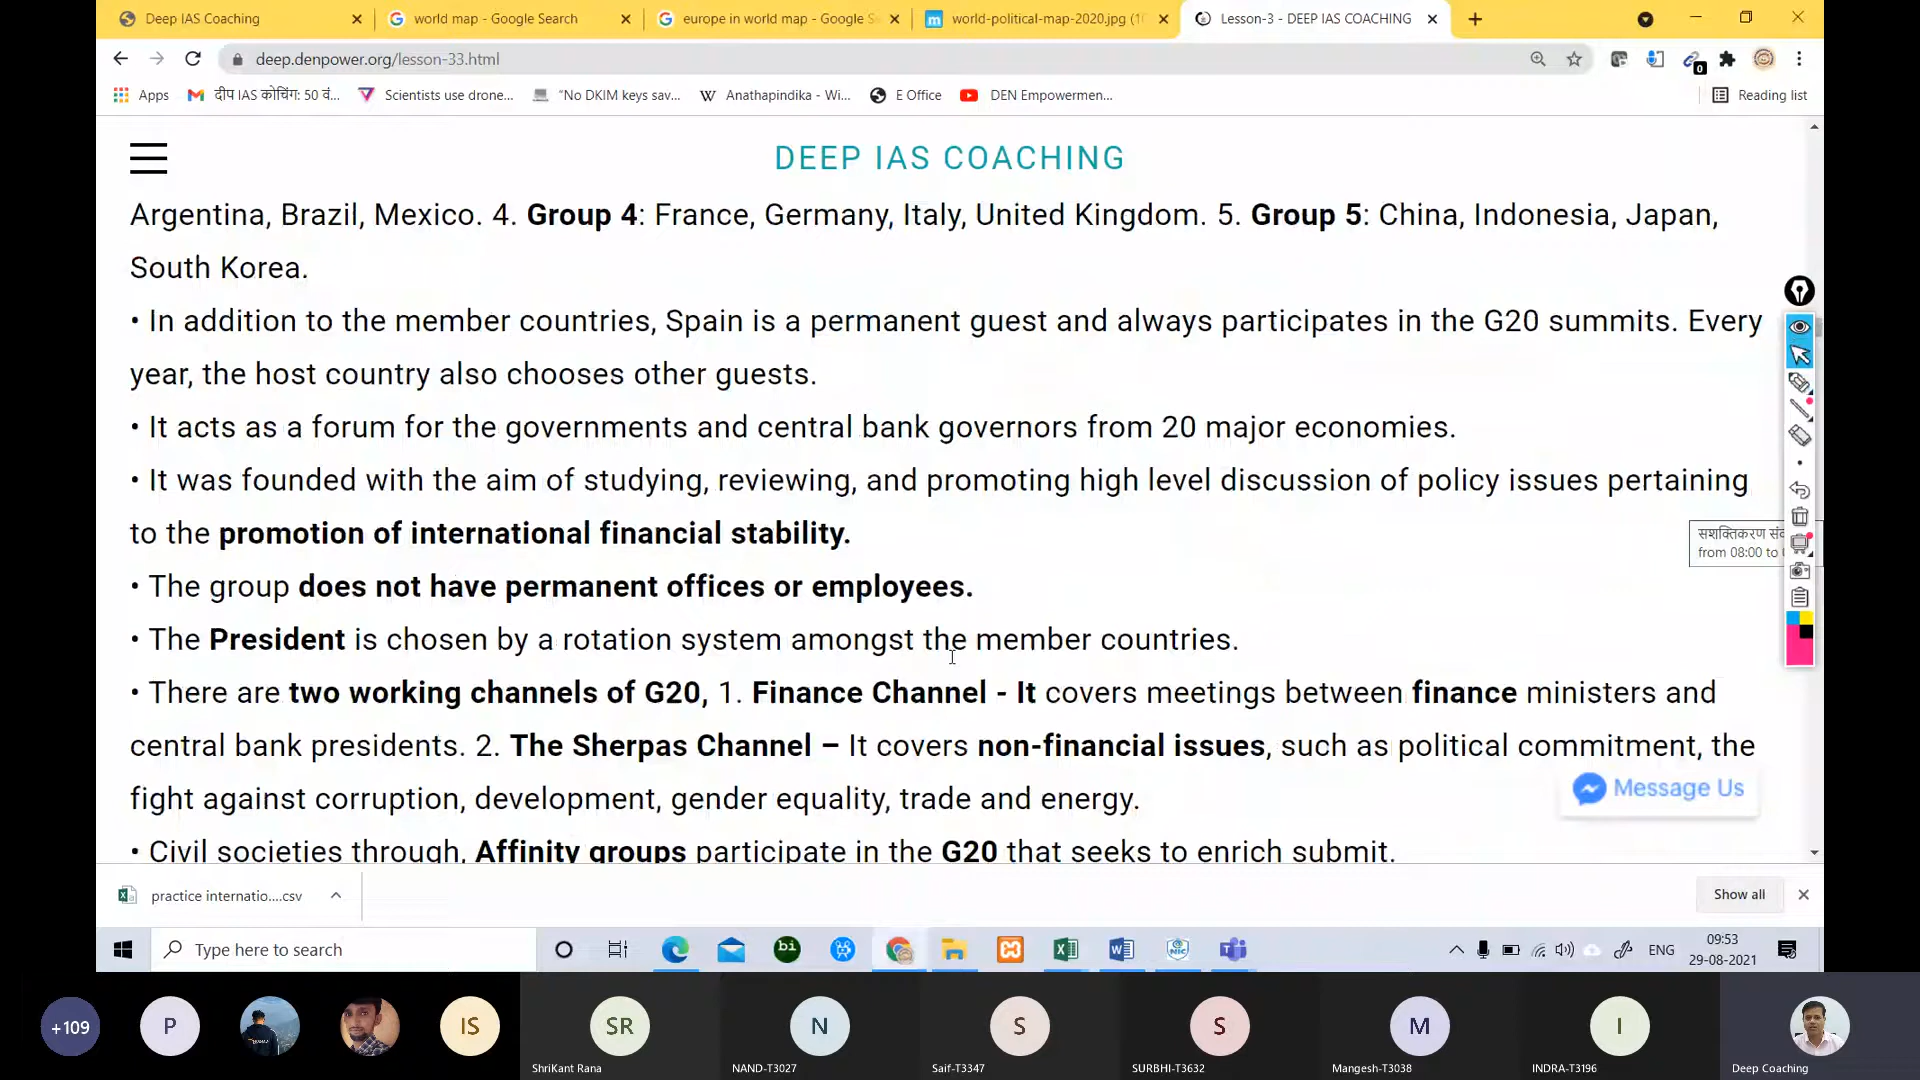 Deep IAS Coaching
world map - Google Search
europe in world map - Google S
world-political-map-2020.jpg (1
Lesson-3 - DEEP IAS COACHING
deep.denpower.org/lesson-33.html
0
Apps
दीप IAS कोचिंग: 50 वं...
Scientists use drone...
"No DKIM keys sav...
Anathapindika - Wi...
E Office
DEN Empowermen...
Reading list
DEEP IAS COACHING
Argentina, Brazil, Mexico. 4. Group 4: France, Germany, Italy, United Kingdom. 5. Group 5: China, Indonesia, Japan,
South Korea.
• In addition to the member countries, Spain is a permanent guest and always participates in the G20 summits. Every
year, the host country also chooses other guests.
• It acts as a forum for the governments and central bank governors from 20 major economies.
• It was founded with the aim of studying, reviewing, and promoting high level discussion of policy issues pertaining
to the promotion of international financial stability.
सशक्तिकरण सं
from 08:00 to
• The group does not have permanent offices or employees.
• The President is chosen by a rotation system amongst the member countries.
• There are two working channels of G20, 1. Finance Channel - It covers meetings between finance ministers and
central bank presidents. 2. The Sherpas Channel – It covers non-financial issues, such as political commitment, the
fight against corruption, development, gender equality, trade and energy.
Message Us
• Civil societies through, Affinity groups participate in the G20 that seeks to enrich submit.
practice internatio....csv
Show all
Type here to search
bi
NIC
ENG
09:53
29-08-2021
+109
P
IS
SR
N
S
S
M
I
ShriKant Rana
NAND-T3027
Saif-T3347
SURBHI-T3632
Mangesh-T3038
INDRA-T3196
Deep Coaching